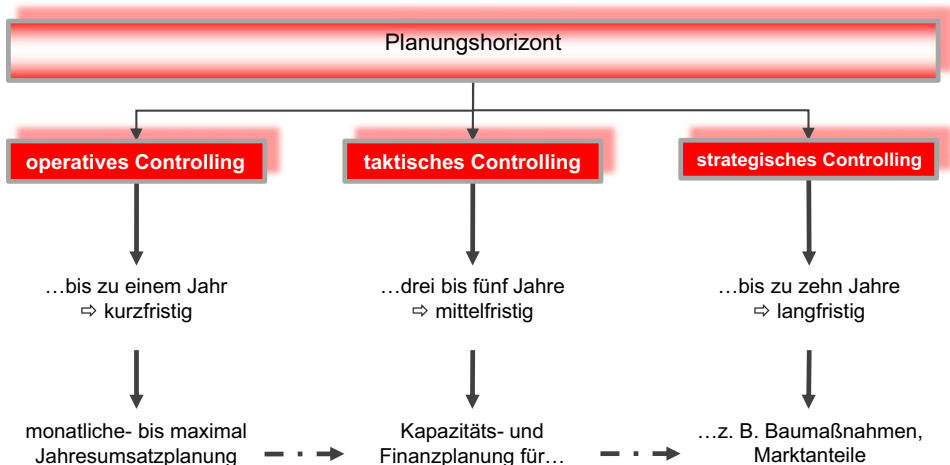 Planungshorizont
operatives Controlling
taktisches Controlling
strategisches Controlling
…bis zu einem Jahr
⇨ kurzfristig
…drei bis fünf Jahre
⇨ mittelfristig
…bis zu zehn Jahre
⇨ langfristig
monatliche- bis maximal
Jahresumsatzplanung
Kapazitäts- und
Finanzplanung für…
…z. B. Baumaßnahmen,
Marktanteile